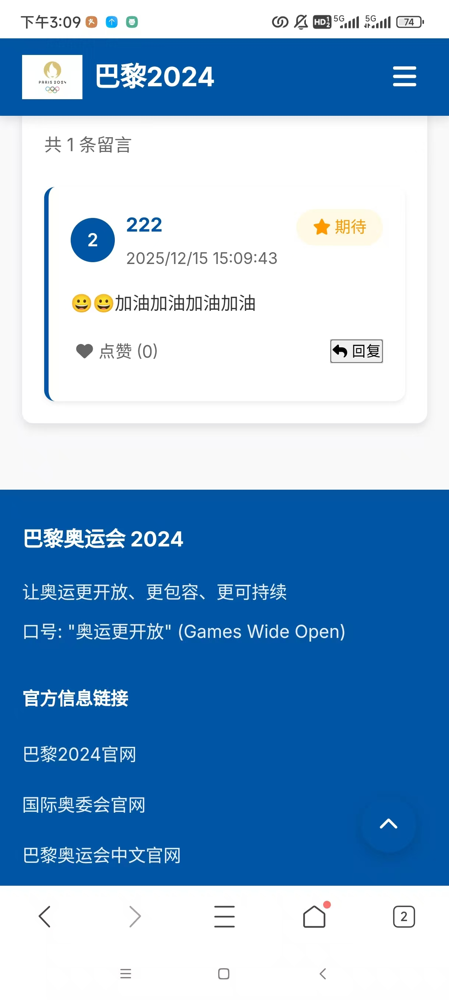 下午3:09
HD 1 2 5G 5G 74
PARIS 2024
巴黎2024
共 1 条留言
2
222
期待
2025/12/15 15:09:43
😀😀加油加油加油加油
点赞 (0)
回复
巴黎奥运会 2024
让奥运更开放、更包容、更可持续
口号: "奥运更开放" (Games Wide Open)
官方信息链接
巴黎2024官网
国际奥委会官网
巴黎奥运会中文官网
2